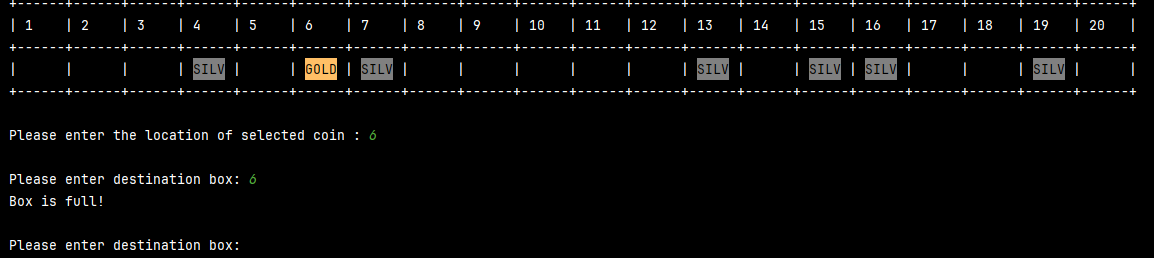 +------+------+------+------+------+------+------+------+------+------+------+------+------+------+------+------+------+------+------+------+
| 1    | 2    | 3    | 4    | 5    | 6    | 7    | 8    | 9    | 10   | 11   | 12   | 13   | 14   | 15   | 16   | 17   | 18   | 19   | 20   |
+------+------+------+------+------+------+------+------+------+------+------+------+------+------+------+------+------+------+------+------+
|      |      |      | SILV |      | GOLD | SILV |      |      |      |      |      | SILV |      | SILV | SILV |      |      | SILV |      |
+------+------+------+------+------+------+------+------+------+------+------+------+------+------+------+------+------+------+------+------+
Please enter the location of selected coin : 6
Please enter destination box: 6
Box is full!
Please enter destination box: